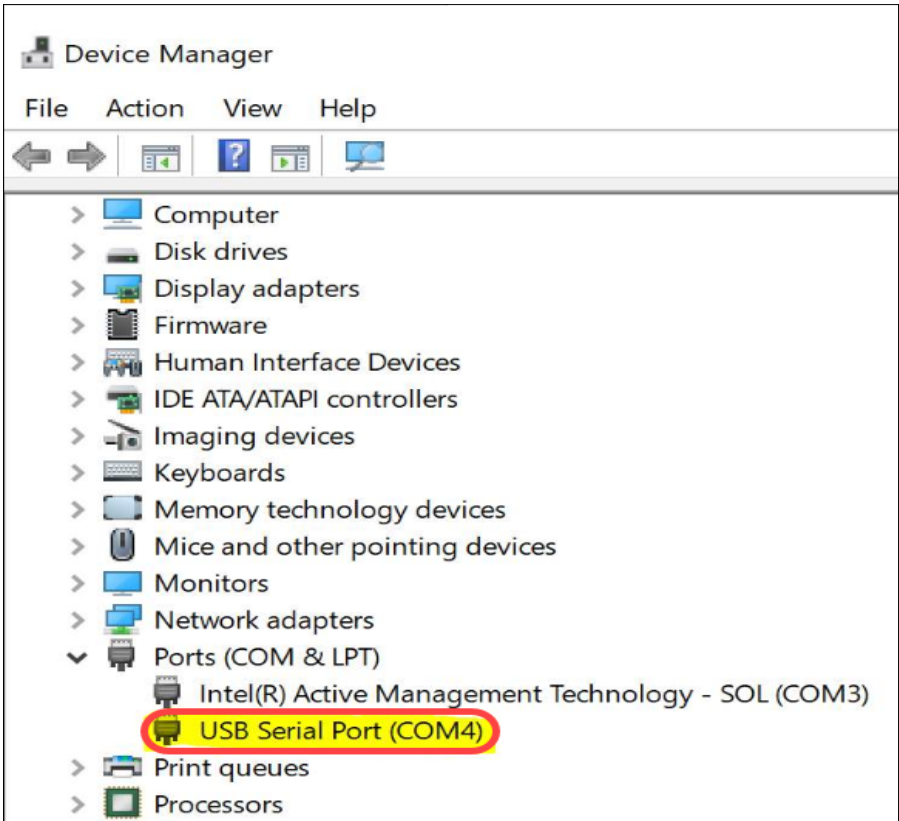 Device Manager
File Action View Help
?
Computer
Disk drives
Display adapters
Firmware
Human Interface Devices
IDE ATA/ATAPI controllers
Imaging devices
Keyboards
Memory technology devices
Mice and other pointing devices
Monitors
Network adapters
Ports (COM & LPT)
Intel(R) Active Management Technology - SOL (COM3)
USB Serial Port (COM4)
Print queues
Processors